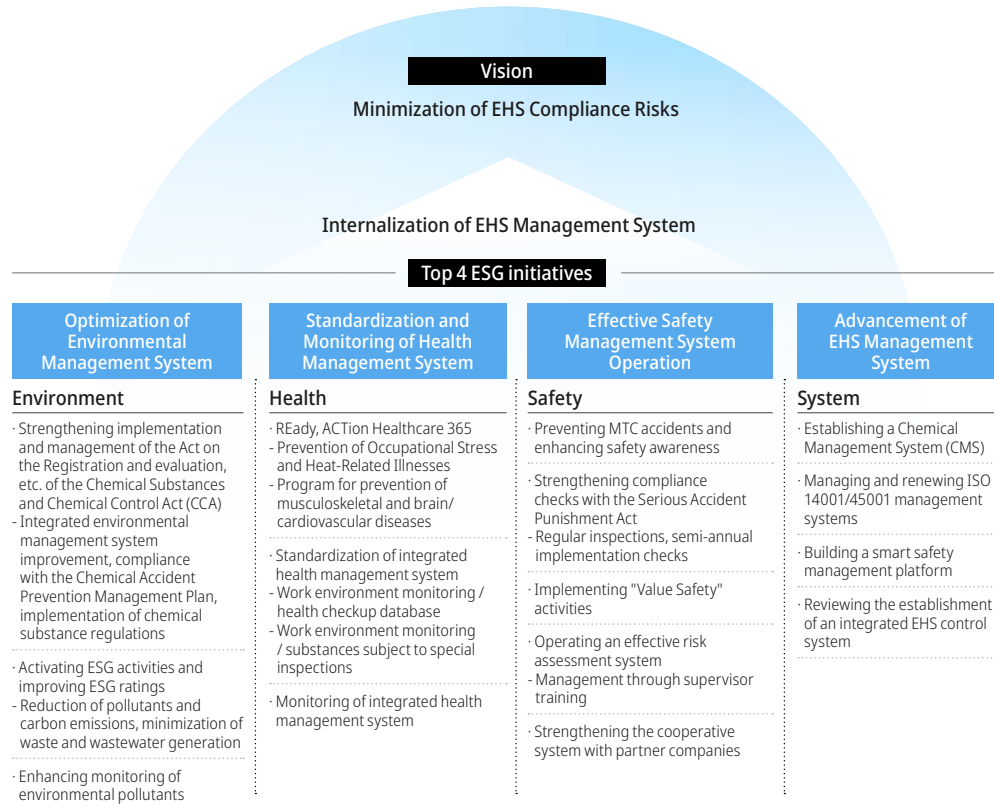 Vision
Minimization of EHS Compliance Risks
Internalization of EHS Management System
Top 4 ESG initiatives
Optimization of
Environmental
Management System
Environment
· Strengthening implementation
and management of the Act on
the Registration and evaluation,
etc. of the Chemical Substances
and Chemical Control Act (CCA)
- Integrated environmental
management system
improvement, compliance
with the Chemical Accident
Prevention Management Plan,
implementation of chemical
substance regulations
· Activating ESG activities and
improving ESG ratings
- Reduction of pollutants and
carbon emissions, minimization of
waste and wastewater generation
· Enhancing monitoring of
environmental pollutants
Standardization and
Monitoring of Health
Management System
Health
· REady, ACTion Healthcare 365
- Prevention of Occupational Stress
and Heat-Related Illnesses
- Program for prevention of
musculoskeletal and brain/
cardiovascular diseases
· Standardization of integrated
health management system
- Work environment monitoring /
health checkup database
- Work environment monitoring
/ substances subject to special
inspections
· Monitoring of integrated health
management system
Effective Safety
Management System
Operation
Safety
· Preventing MTC accidents and
enhancing safety awareness
· Strengthening compliance
checks with the Serious Accident
Punishment Act
- Regular inspections, semi-annual
implementation checks
· Implementing "Value Safety"
activities
· Operating an effective risk
assessment system
- Management through supervisor
training
· Strengthening the cooperative
system with partner companies
Advancement of
EHS Management
System
System
· Establishing a Chemical
Management System (CMS)
· Managing and renewing ISO
14001/45001 management
systems
· Building a smart safety
management platform
· Reviewing the establishment
of an integrated EHS control
system